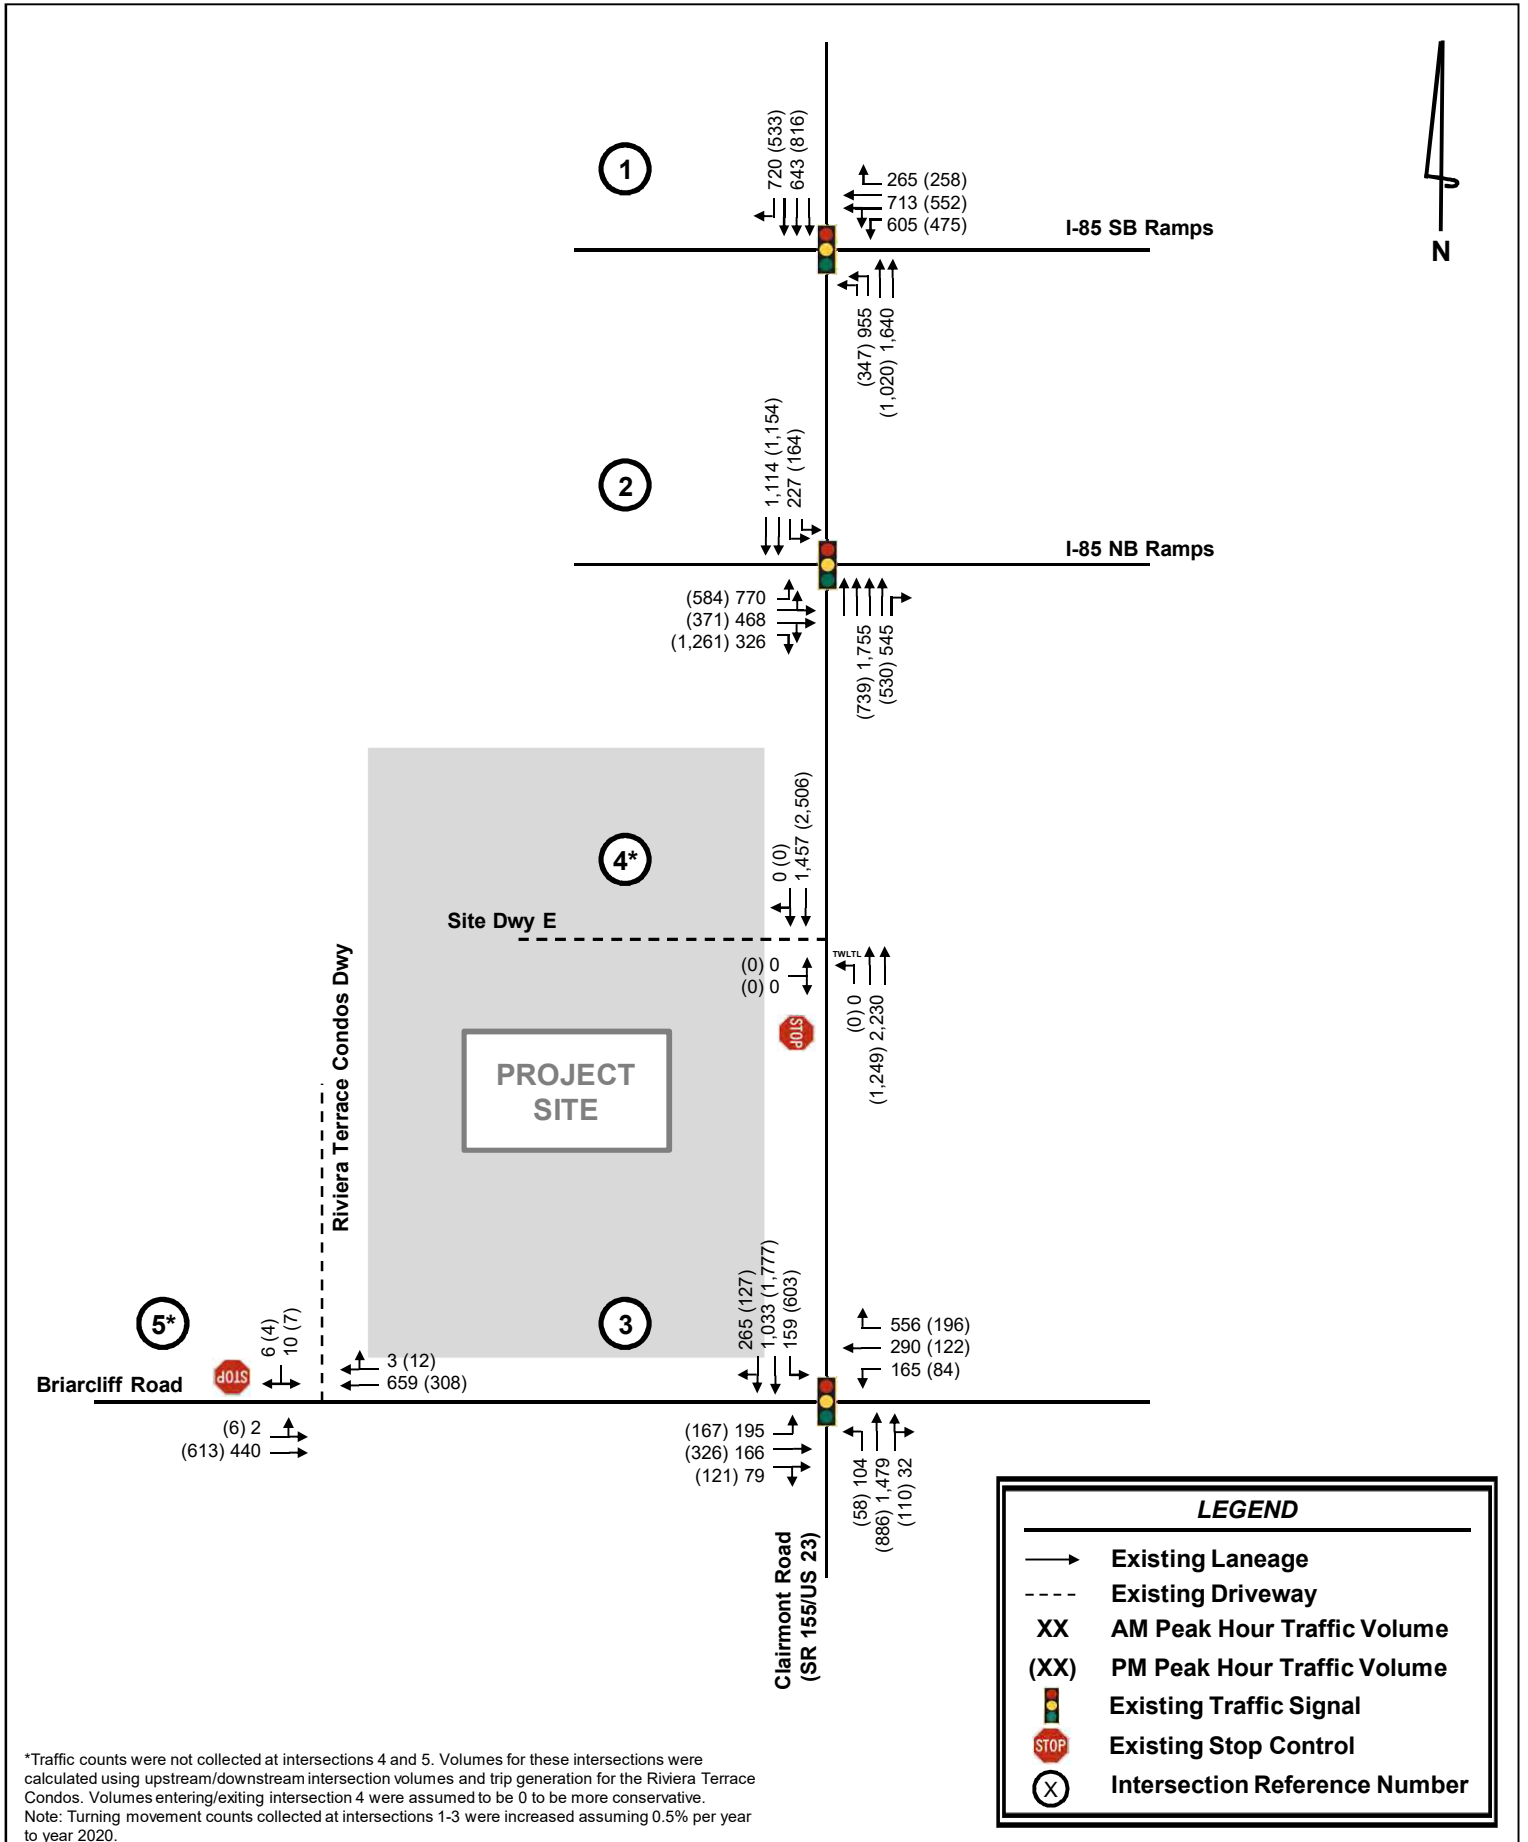 1
720 (533)
643 (816)
265 (258)
713 (552)
605 (475)
I-85 SB Ramps
N
(347) 955
(1,020) 1,640
2
1,114 (1,154)
227 (164)
I-85 NB Ramps
(584) 770
(371) 468
(1,261) 326
(739) 1,755
(530) 545
4*
0 (0)
1,457 (2,506)
Site Dwy E
(0) 0
(0) 0
TWLTL
STOP
(0) 0
(1,249) 2,230
Riviera Terrace Condos Dwy
PROJECT
SITE
5*
6 (4)
10 (7)
3
265 (127)
1,033 (1,777)
159 (603)
556 (196)
290 (122)
165 (84)
STOP
3 (12)
659 (308)
Briarcliff Road
(6) 2
(613) 440
(167) 195
(326) 166
(121) 79
(58) 104
(886) 1,479
(110) 32
Clairmont Road
(SR 155/US 23)
LEGEND
Existing Laneage
Existing Driveway
XX AM Peak Hour Traffic Volume
(XX) PM Peak Hour Traffic Volume
Existing Traffic Signal
STOP Existing Stop Control
X Intersection Reference Number
*Traffic counts were not collected at intersections 4 and 5. Volumes for these intersections were
calculated using upstream/downstream intersection volumes and trip generation for the Riviera Terrace
Condos. Volumes entering/exiting intersection 4 were assumed to be 0 to be more conservative.
Note: Turning movement counts collected at intersections 1-3 were increased assuming 0.5% per year
to year 2020.